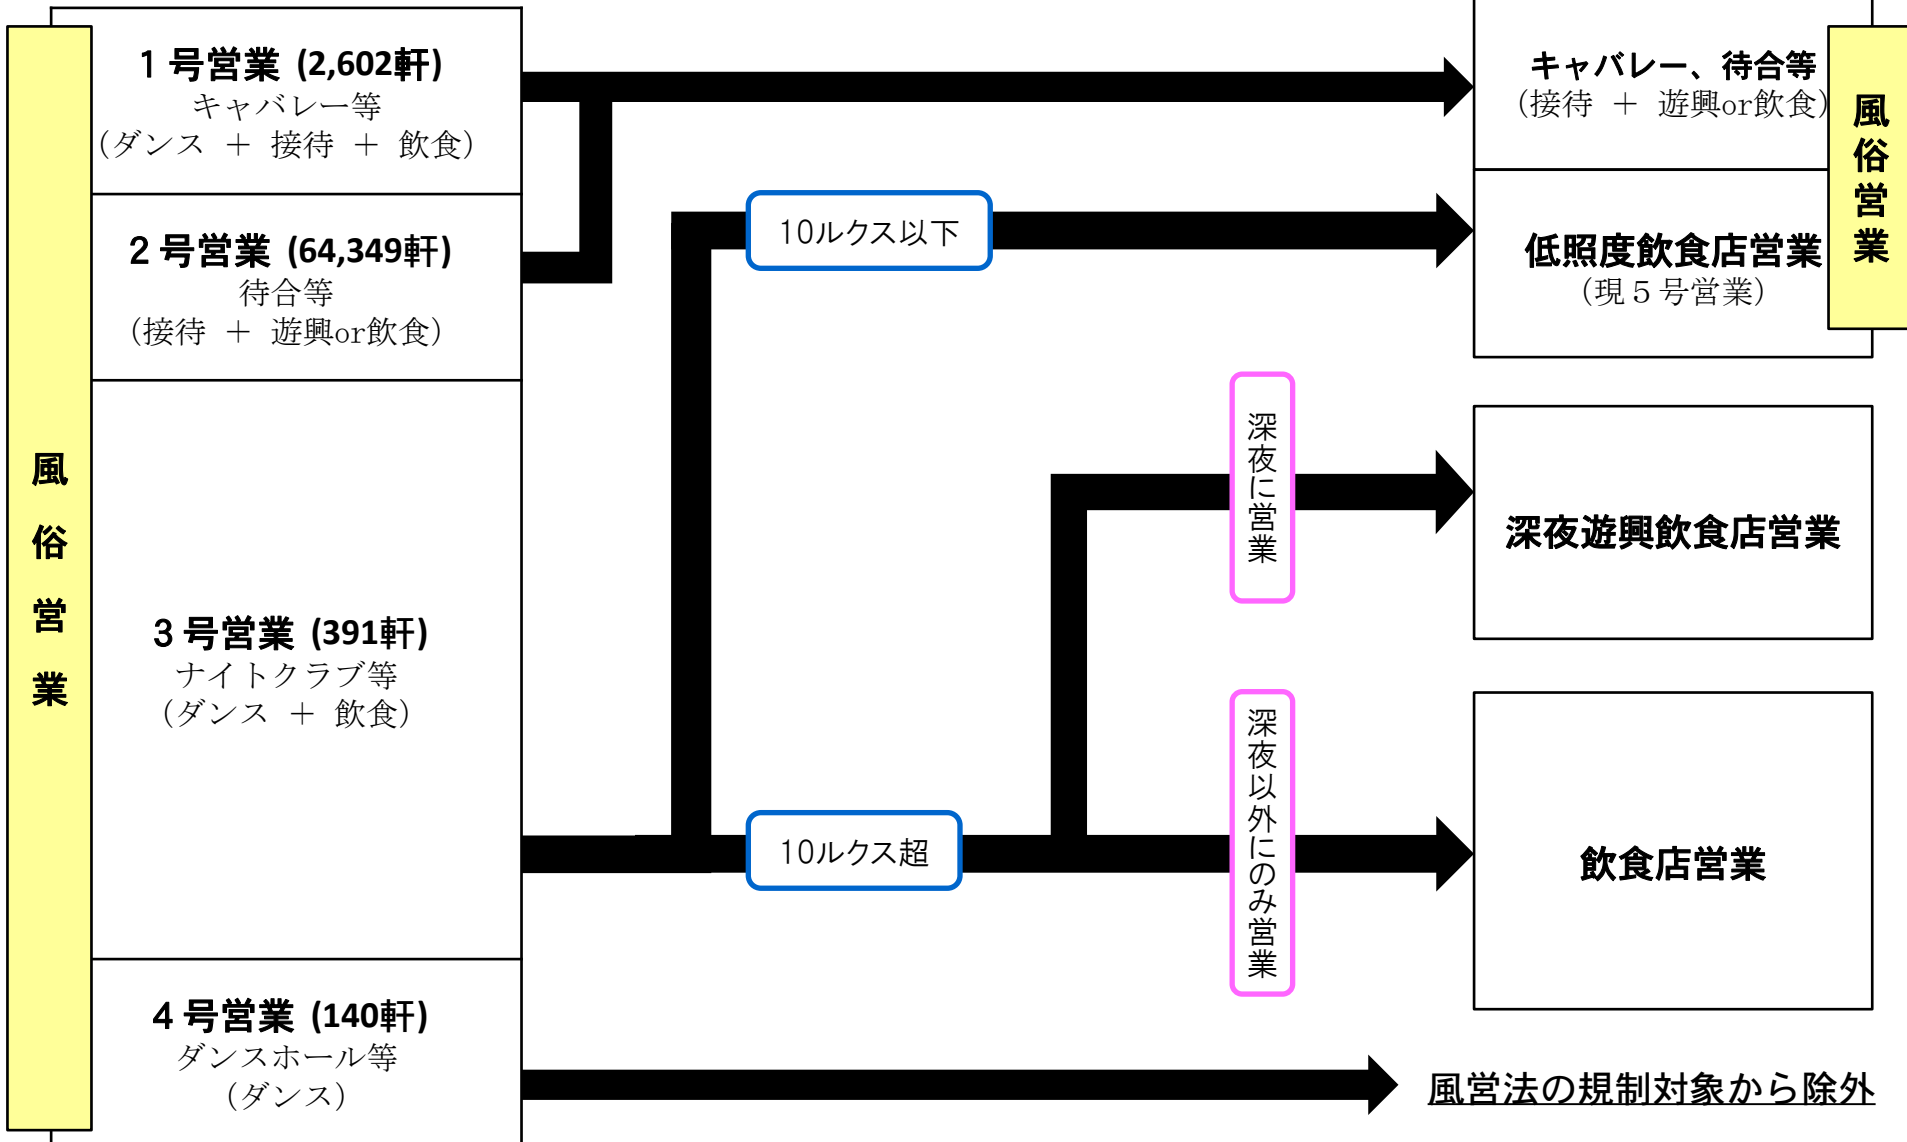 風俗営業
１号営業 (2,602軒)
キャバレー等
（ダンス ＋ 接待 ＋ 飲食）
２号営業 (64,349軒)
待合等
（接待 ＋ 遊興or飲食）
３号営業 (391軒)
ナイトクラブ等
（ダンス ＋ 飲食）
４号営業 (140軒)
ダンスホール等
（ダンス）
10ルクス以下
10ルクス超
深夜に営業
深夜以外にのみ営業
キャバレー、待合等
（接待 ＋ 遊興or飲食）
低照度飲食店営業
（現５号営業）
風俗営業
深夜遊興飲食店営業
飲食店営業
風営法の規制対象から除外